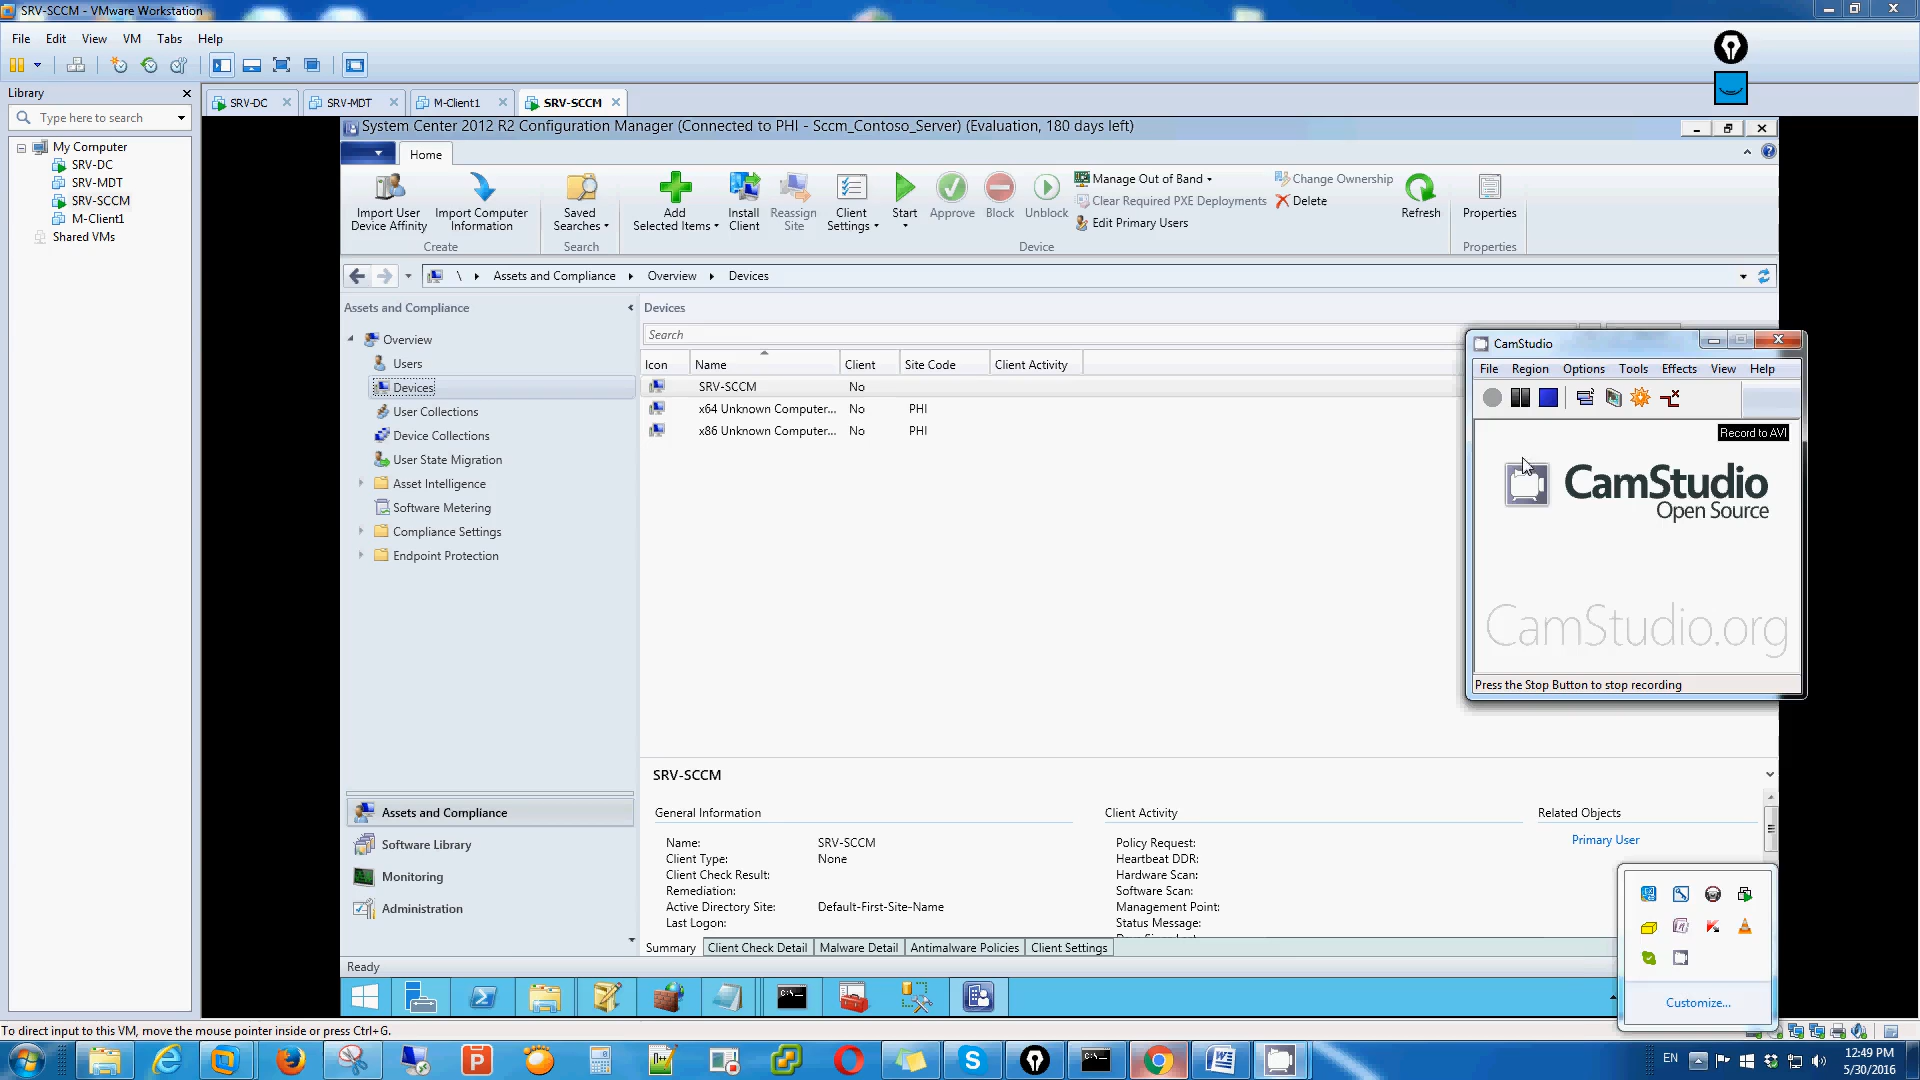 SRV-SCCM - VMware Workstation
File Edit View VM Tabs Help
Library
Type here to search
My Computer
SRV-DC
SRV-MDT
SRV-SCCM
M-Client1
Shared VMs
SRV-DC SRV-MDT M-Client1 SRV-SCCM
System Center 2012 R2 Configuration Manager (Connected to PHI - Sccm_Contoso_Server) (Evaluation, 180 days left)
Home
Import User Device Affinity
Import Computer Information
Create
Saved Searches
Search
Add Selected Items
Install Client
Reassign Site
Client Settings
Start
Approve
Block
Unblock
Manage Out of Band
Clear Required PXE Deployments
Edit Primary Users
Change Ownership
Delete
Device
Refresh
Properties
Properties
\ Assets and Compliance Overview Devices
Assets and Compliance
Overview
Users
Devices
User Collections
Device Collections
User State Migration
Asset Intelligence
Software Metering
Compliance Settings
Endpoint Protection
Assets and Compliance
Software Library
Monitoring
Administration
Devices
Search
Icon Name Client Site Code Client Activity
SRV-SCCM No
x64 Unknown Computer... No PHI
x86 Unknown Computer... No PHI
CamStudio
File Region Options Tools Effects View Help
Record to AVI
CamStudio
Open Source
CamStudio.org
Press the Stop Button to stop recording
SRV-SCCM
General Information
Name: SRV-SCCM
Client Type: None
Client Check Result:
Remediation:
Active Directory Site: Default-First-Site-Name
Last Logon:
Client Activity
Policy Request:
Heartbeat DDR:
Hardware Scan:
Software Scan:
Management Point:
Status Message:
Related Objects
Primary User
Summary Client Check Detail Malware Detail Antimalware Policies Client Settings
Ready
Customize...
To direct input to this VM, move the mouse pointer inside or press Ctrl+G.
EN
12:49 PM
5/30/2016